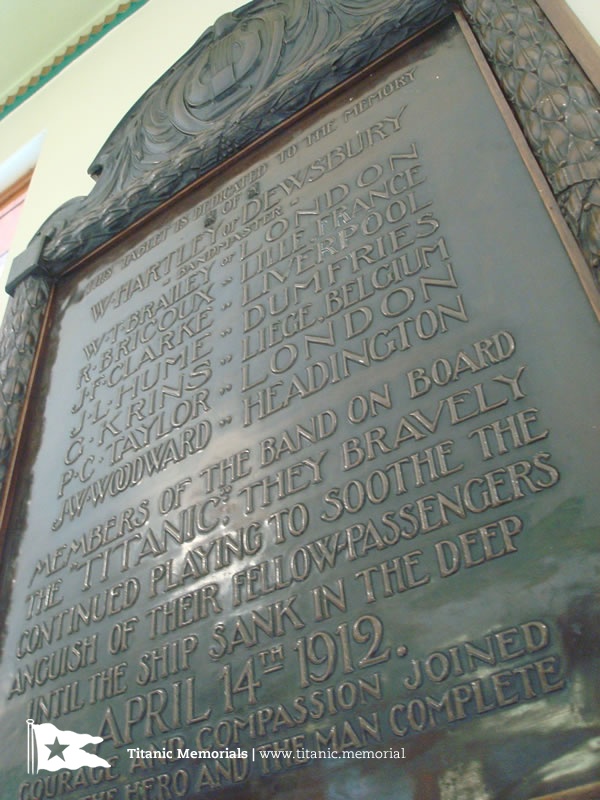 THIS TABLET IS DEDICATED TO THE MEMORY
OF
W·HARTLEY OF DEWSBURY
- BANDMASTER -
W·T·BRAILEY OF LONDON
R·BRICOUX " LILLE FRANCE
J·F·CLARKE " LIVERPOOL
J·L·HUME " DUMFRIES
G·KRINS " LIEGE, BELGIUM
P·C·TAYLOR " LONDON
J·W·WOODWARD " HEADINGTON
MEMBERS OF THE BAND ON BOARD
THE "TITANIC". THEY BRAVELY
CONTINUED PLAYING TO SOOTHE THE
ANGUISH OF THEIR FELLOW-PASSENGERS
UNTIL THE SHIP SANK IN THE DEEP
APRIL 14TH 1912.
COURAGE AND COMPASSION JOINED
THE HERO AND THE MAN COMPLETE
Titanic Memorials | www.titanic.memorial